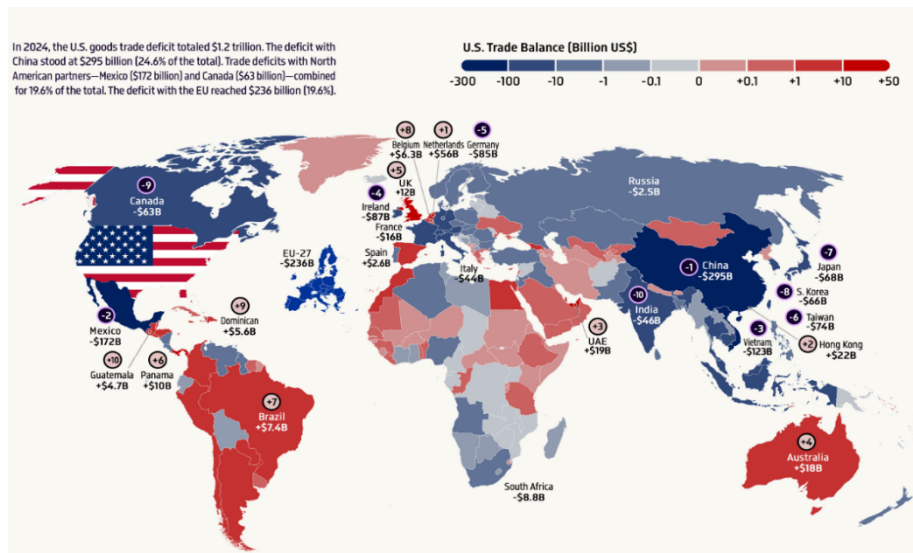 In 2024, the U.S. goods trade deficit totaled $1.2 trillion. The deficit with
China stood at $295 billion (24.6% of the total). Trade deficits with North
American partners—Mexico ($172 billion) and Canada ($63 billion)—combined
for 19.6% of the total. The deficit with the EU reached $236 billion (19.6%).
U.S. Trade Balance (Billion US$)
-300 -100 -10 -1 -0.1 0 +0.1 +1 +10 +50
+8
Belgium
+$6.3B
+1
Netherlands
+$56B
-5
Germany
-$85B
+5
UK
+12B
-4
Ireland
-$87B
France
-$16B
Spain
+$2.6B
Italy
-$44B
EU-27
-$236B
Russia
-$2.5B
-9
Canada
-$63B
-2
Mexico
-$172B
+9
Dominican
+$5.6B
+10
Guatemala
+$4.7B
+6
Panama
+$10B
+7
Brazil
+$7.4B
-1
China
-$295B
-7
Japan
-$68B
-8 S. Korea
-$66B
-6 Taiwan
-$74B
-10
India
-$46B
-3
Vietnam
-$123B
+2 Hong Kong
+$22B
+3
UAE
+$19B
South Africa
-$8.8B
+4
Australia
+$18B